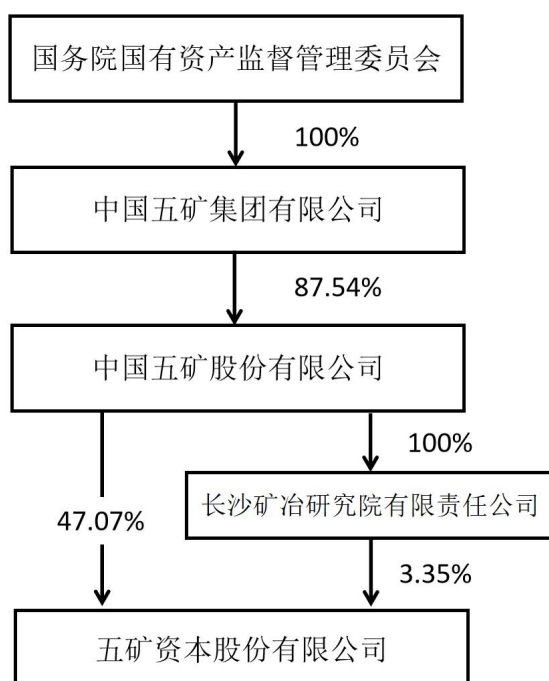 国务院国有资产监督管理委员会
100%
中国五矿集团有限公司
87.54%
中国五矿股份有限公司
100%
长沙矿冶研究院有限责任公司
47.07%
3.35%
五矿资本股份有限公司